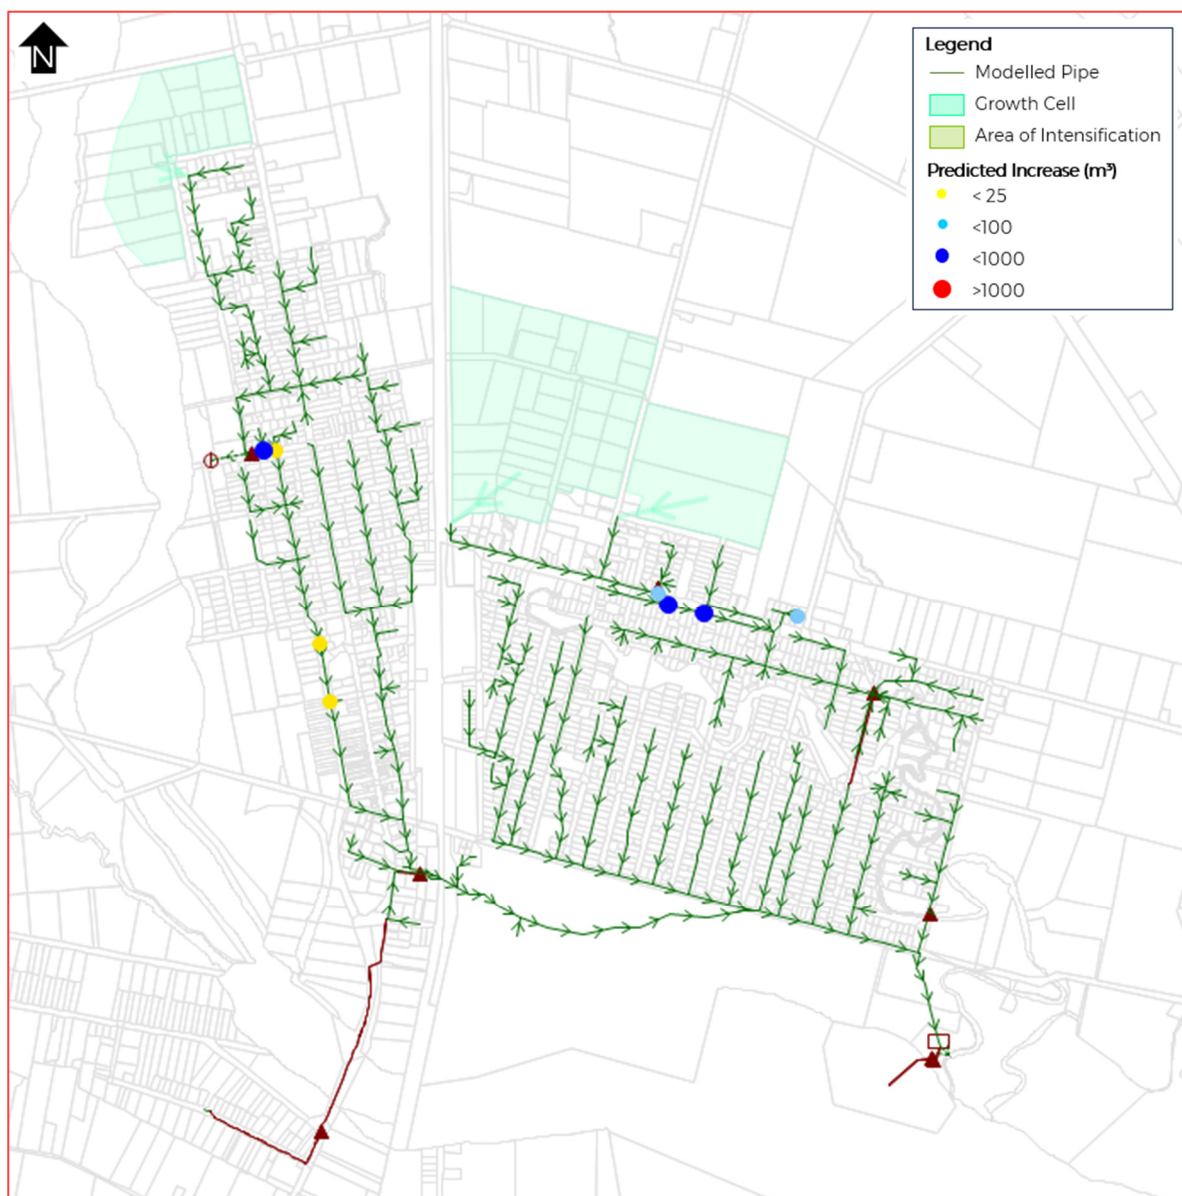 N
Legend
Modelled Pipe
Growth Cell
Area of Intensification
Predicted Increase (m³)
< 25
<100
<1000
>1000